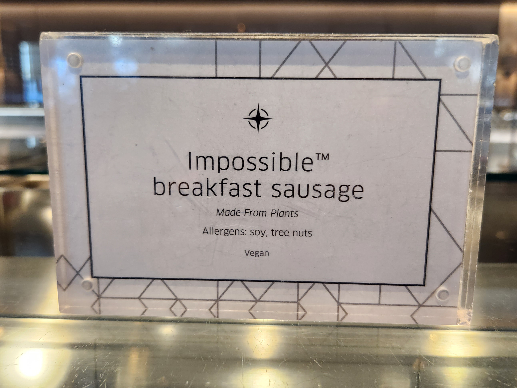 Impossible™
breakfast sausage
Made From Plants
Allergens: soy, tree nuts
Vegan